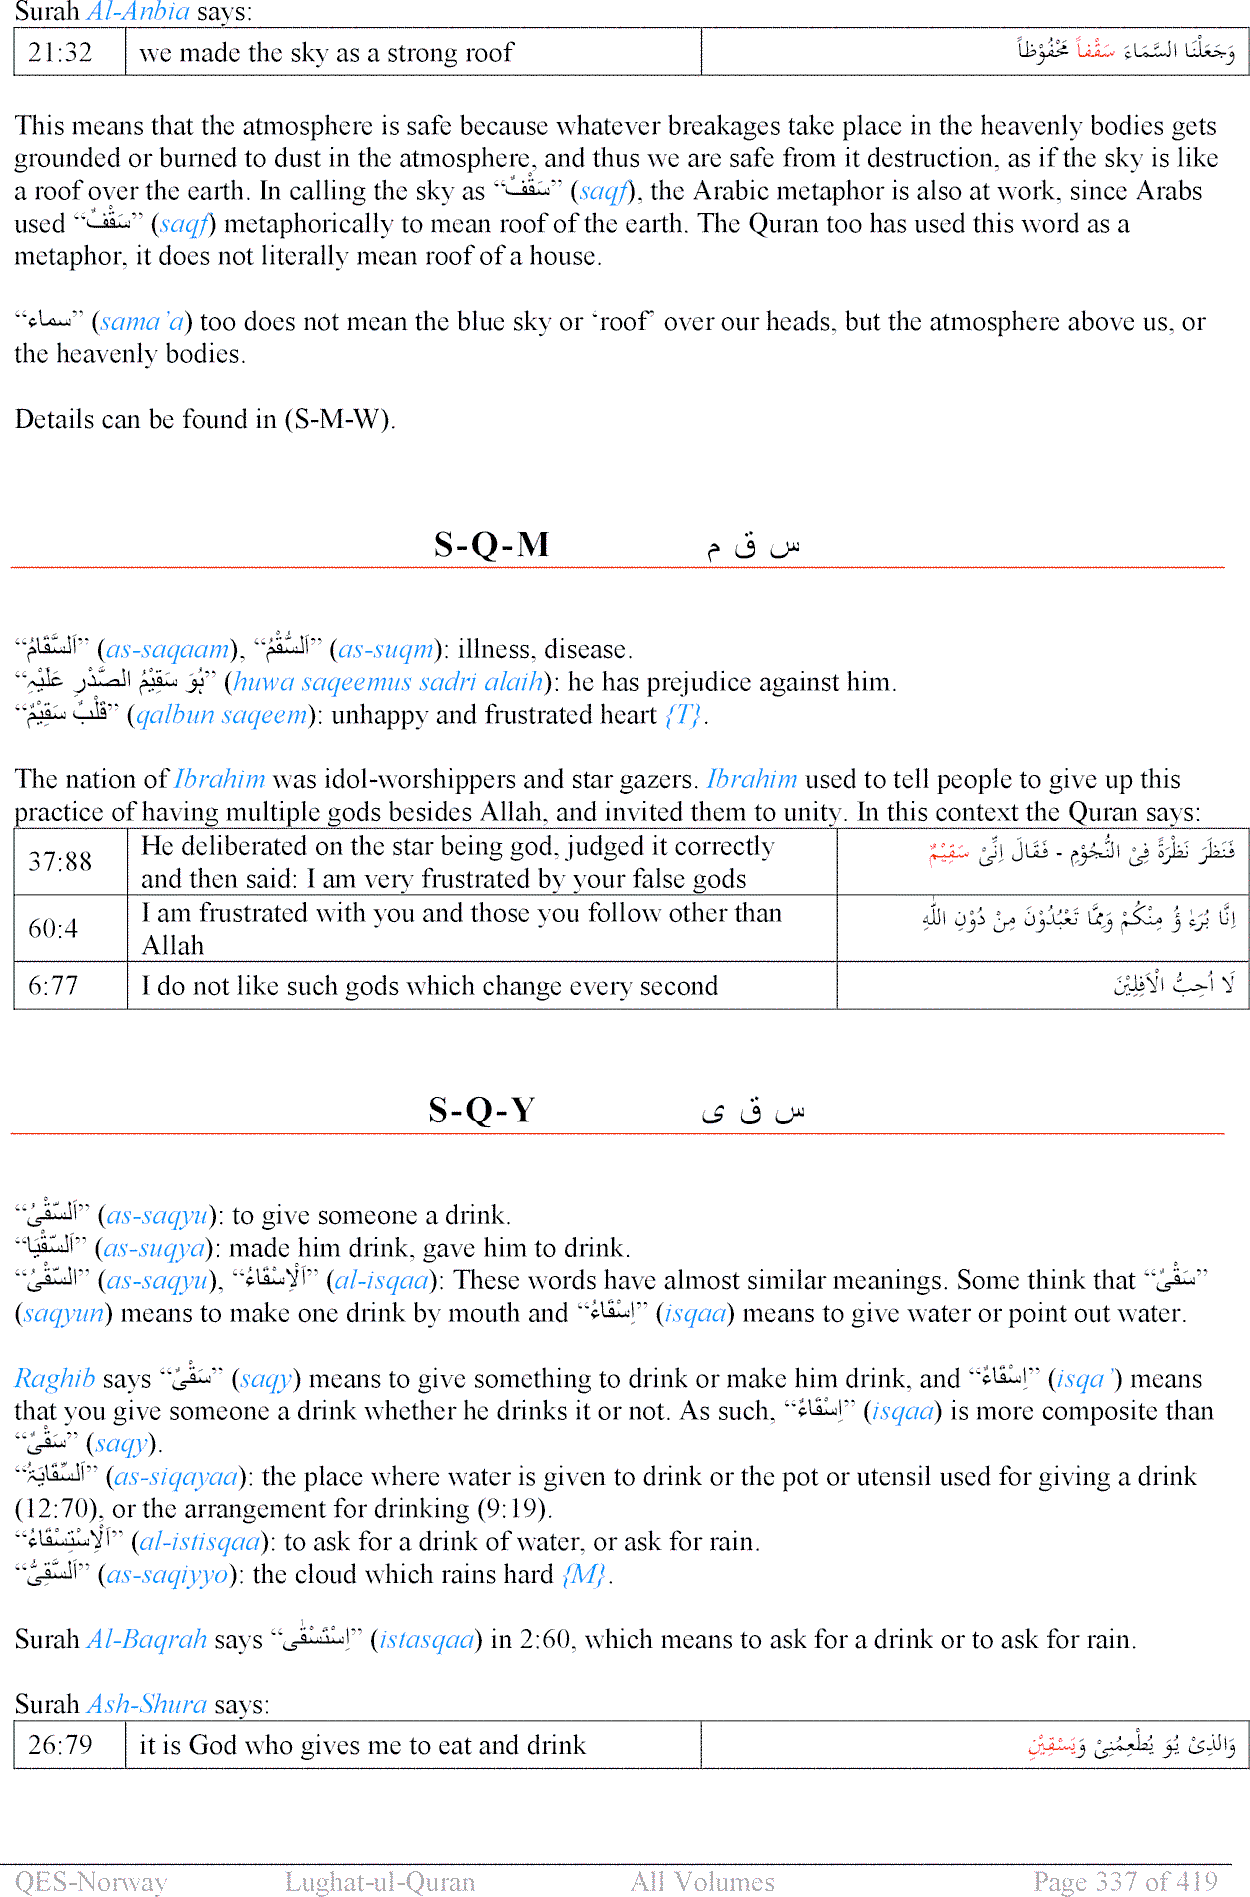 Surah Al-Anbia says:
21:32 we made the sky as a strong roof وَجَعَلْنَا السَّمَاءَ سَقْفاً مَحْفُوْظاً
This means that the atmosphere is safe because whatever breakages take place in the heavenly bodies gets
grounded or burned to dust in the atmosphere, and thus we are safe from it destruction, as if the sky is like
a roof over the earth. In calling the sky as “سَقْفٌ” (saqf), the Arabic metaphor is also at work, since Arabs
used “سَقْفٌ” (saqf) metaphorically to mean roof of the earth. The Quran too has used this word as a
metaphor, it does not literally mean roof of a house.
“سماء” (sama’a) too does not mean the blue sky or ‘roof’ over our heads, but the atmosphere above us, or
the heavenly bodies.
Details can be found in (S-M-W).
S-Q-M س ق م
“اَلسَّقَامُ” (as-saqaam), “اَلسُّقْمُ” (as-suqm): illness, disease.
“ہُوَ سَقِيْمُ الصَّدْرِ عَلَيْہِ” (huwa saqeemus sadri alaih): he has prejudice against him.
“قَلْبٌ سَقِيْمٌ” (qalbun saqeem): unhappy and frustrated heart {T}.
The nation of Ibrahim was idol-worshippers and star gazers. Ibrahim used to tell people to give up this
practice of having multiple gods besides Allah, and invited them to unity. In this context the Quran says:
37:88 He deliberated on the star being god, judged it correctly فَنَظَرَ نَظْرَةً فِىْ النُّجُوْمِ - فَقَالَ اِنِّىْ سَقِيْمٌ
and then said: I am very frustrated by your false gods
60:4 I am frustrated with you and those you follow other than اِنَّا بُرَءٰ ؤُ مِنْكُمْ وَمِمَّا تَعْبُدُوْنَ مِنْ دُوْنِ اللّٰهِ
Allah
6:77 I do not like such gods which change every second لَا اُحِبُّ الْاَفِلِيْنَ
S-Q-Y س ق ى
“اَلسَّقْىُ” (as-saqyu): to give someone a drink.
“اَلسَّقْيَا” (as-suqya): made him drink, gave him to drink.
“السَّقْىُ” (as-saqyu), “اَلْاِسْقَاءُ” (al-isqaa): These words have almost similar meanings. Some think that “سَقْىٌ”
(saqyun) means to make one drink by mouth and “اِسْقَاءُ” (isqaa) means to give water or point out water.
Raghib says “سَقْىٌ” (saqy) means to give something to drink or make him drink, and “اِسْقَاءٌ” (isqa’) means
that you give someone a drink whether he drinks it or not. As such, “اِسْقَاءٌ” (isqaa) is more composite than
“سَقْىٌ” (saqy).
“اَلسِّقَايَۃُ” (as-siqayaa): the place where water is given to drink or the pot or utensil used for giving a drink
(12:70), or the arrangement for drinking (9:19).
“اَلْاِسْتِسْقَاءُ” (al-istisqaa): to ask for a drink of water, or ask for rain.
“اَلسَّقِىُّ” (as-saqiyyo): the cloud which rains hard {M}.
Surah Al-Baqrah says “اِسْتَسْقٰى” (istasqaa) in 2:60, which means to ask for a drink or to ask for rain.
Surah Ash-Shura says:
26:79 it is God who gives me to eat and drink وَالذِىْ ہُوَ يُطْعِمُنِىْ وَيَسْقِيْنِ
QES-Norway Lughat-ul-Quran All Volumes Page 337 of 419